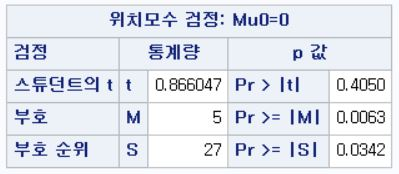 위치모수 검정: Mu0=0
검정 통계량 p 값
스튜던트의 t t 0.866047 Pr > |t| 0.4050
부호 M 5 Pr >= |M| 0.0063
부호 순위 S 27 Pr >= |S| 0.0342